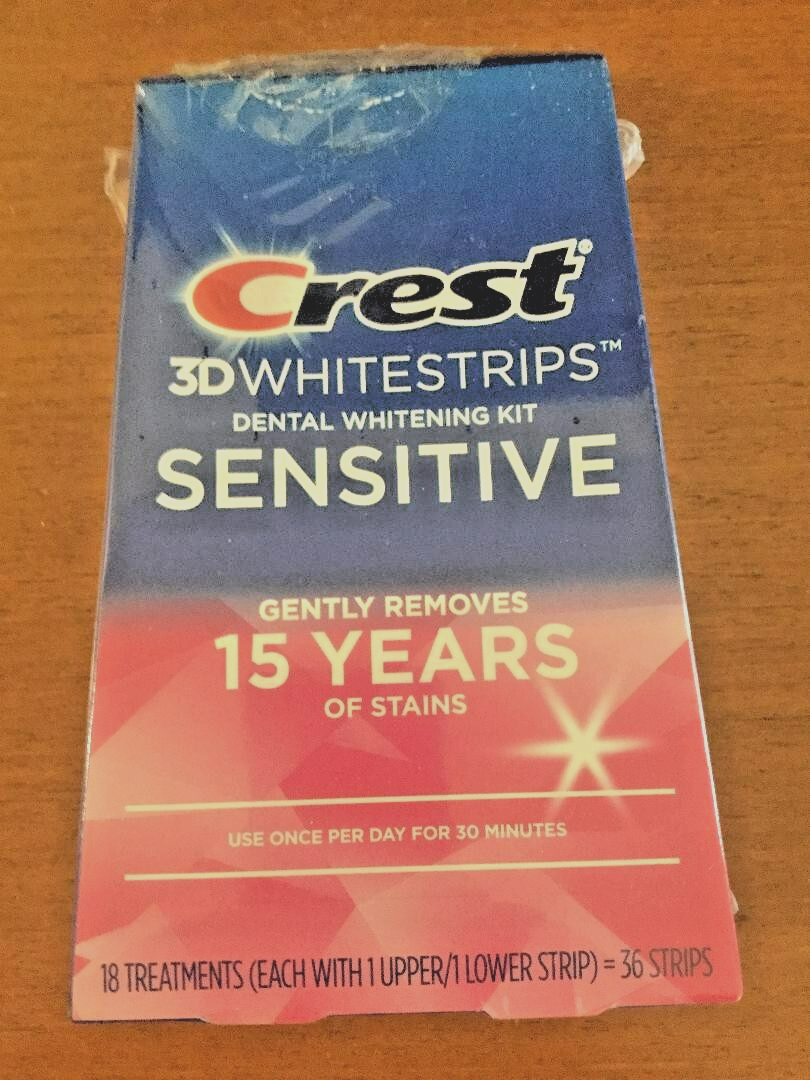 Crest®
3DWHITESTRIPS™
DENTAL WHITENING KIT
SENSITIVE
GENTLY REMOVES
15 YEARS
OF STAINS
USE ONCE PER DAY FOR 30 MINUTES
18 TREATMENTS (EACH WITH 1 UPPER/1 LOWER STRIP) = 36 STRIPS